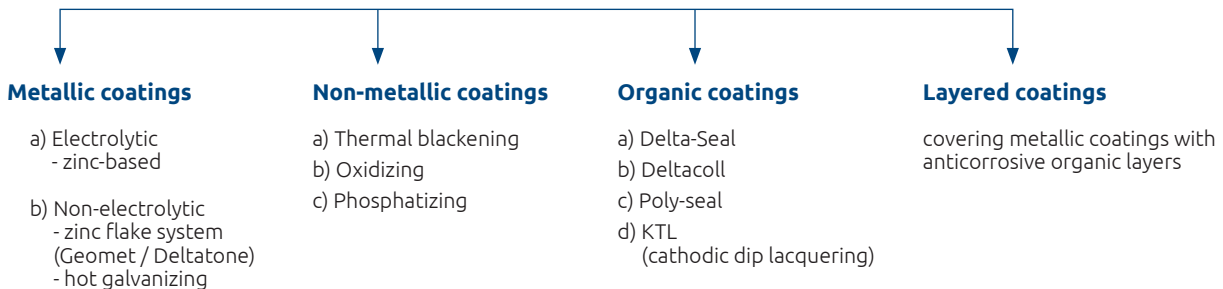 Metallic coatings
a) Electrolytic
- zinc-based
b) Non-electrolytic
- zinc flake system
(Geomet / Deltatone)
- hot galvanizing
Non-metallic coatings
a) Thermal blackening
b) Oxidizing
c) Phosphatizing
Organic coatings
a) Delta-Seal
b) Deltacoll
c) Poly-seal
d) KTL
(cathodic dip lacquering)
Layered coatings
covering metallic coatings with
anticorrosive organic layers